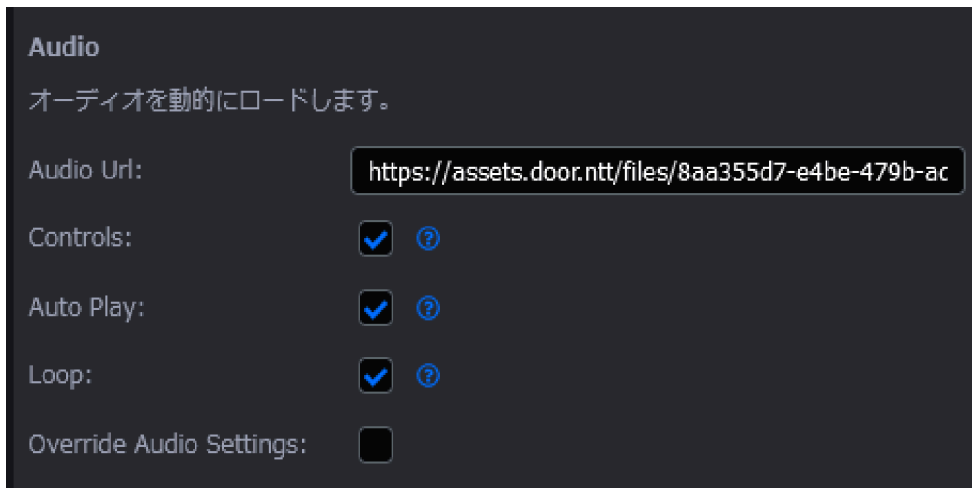 Audio
オーディオを動的にロードします。
Audio Url:
https://assets.door.ntt/files/8aa355d7-e4be-479b-ac
Controls:
Auto Play:
Loop:
Override Audio Settings: